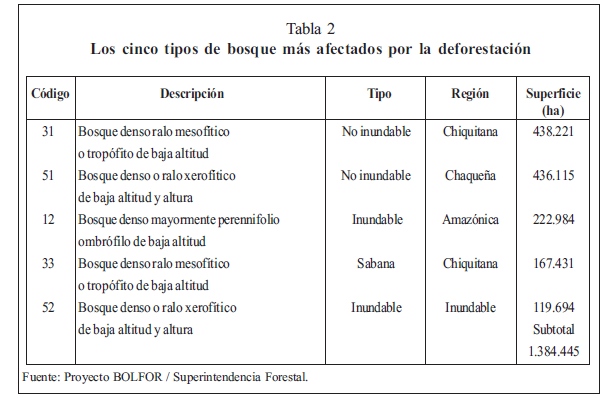 Tabla 2
Los cinco tipos de bosque más afectados por la deforestación
Código Descripción Tipo Región Superficie
(ha)
31 Bosque denso ralo mesofítico No inundable Chiquitana 438.221
o tropófito de baja altitud
51 Bosque denso o ralo xerofítico No inundable Chaqueña 436.115
de baja altitud y altura
12 Bosque denso mayormente perennifolio Inundable Amazónica 222.984
ombrófilo de baja altitud
33 Bosque denso ralo mesofítico Sabana Chiquitana 167.431
o tropófito de baja altitud
52 Bosque denso o ralo xerofítico Inundable Inundable 119.694
de baja altitud y altura Subtotal
1.384.445
Fuente: Proyecto BOLFOR / Superintendencia Forestal.